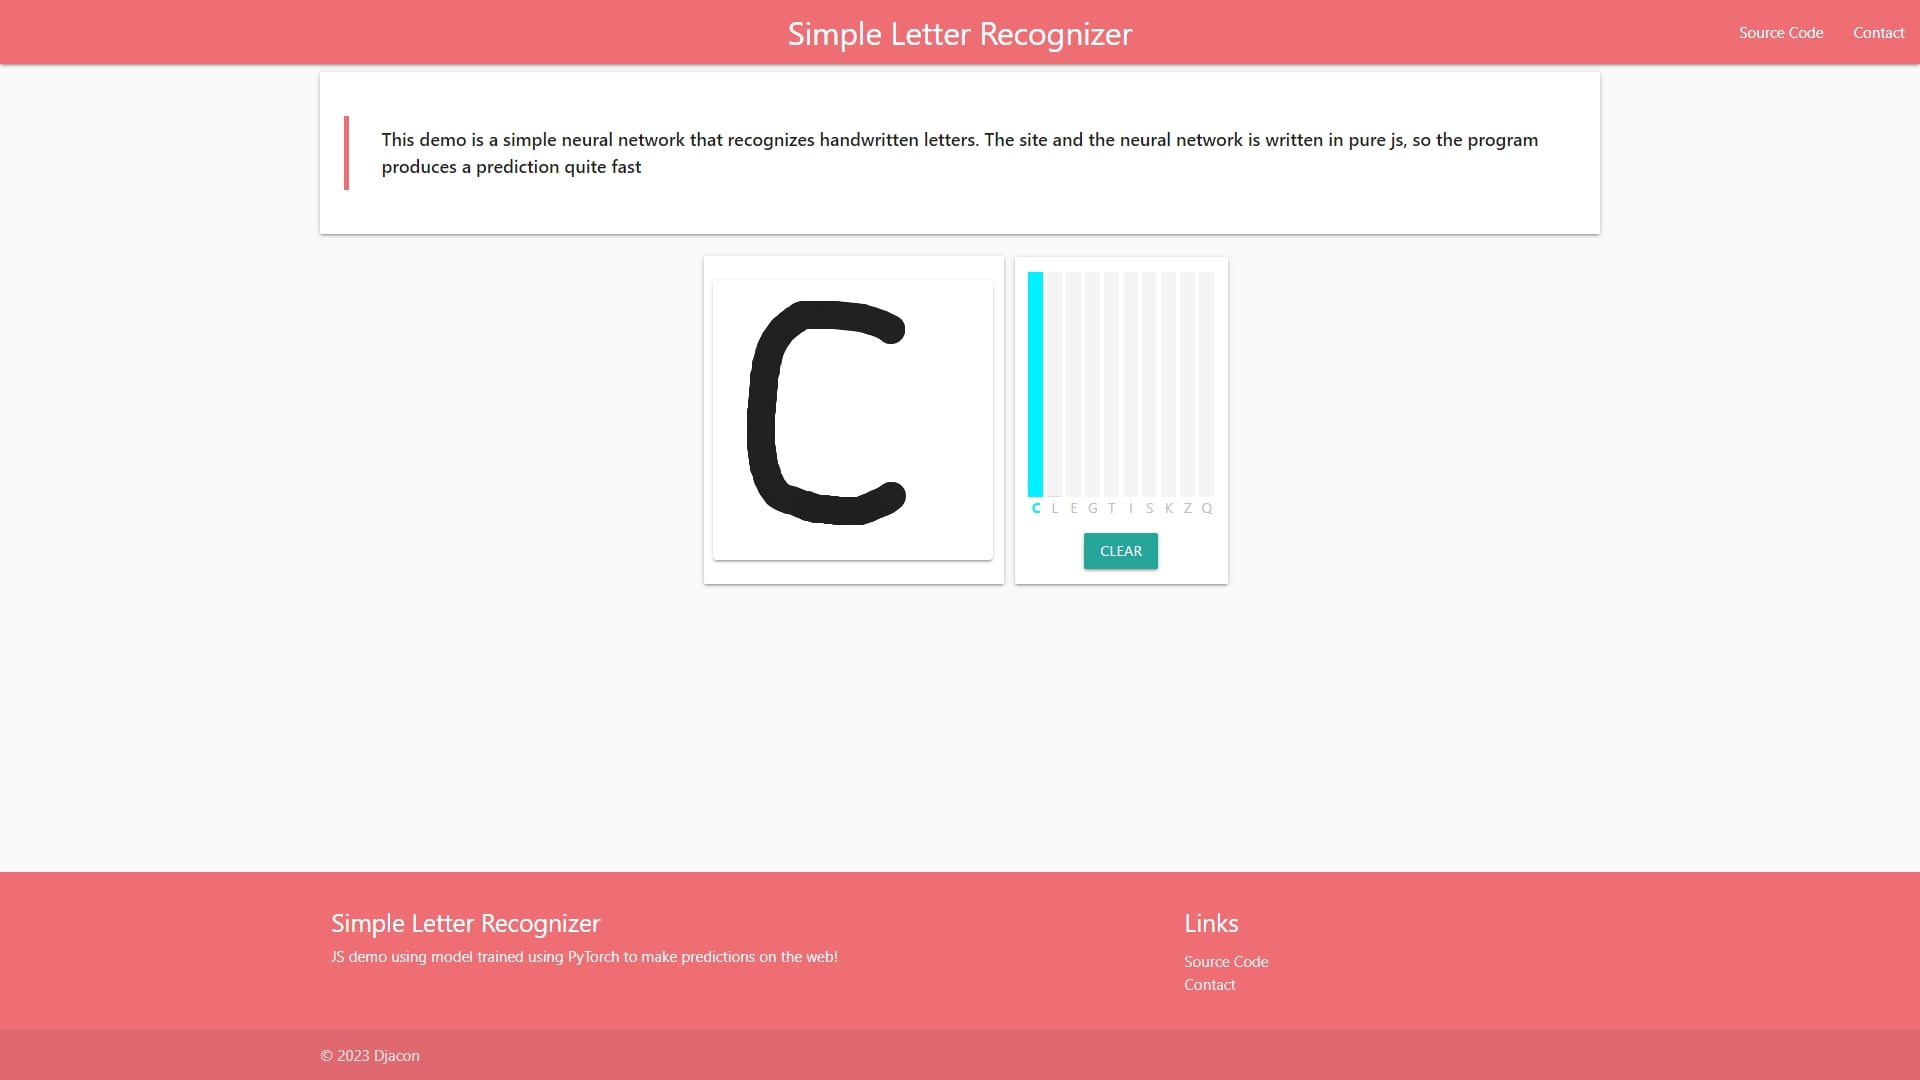 Simple Letter Recognizer
Source Code
Contact
This demo is a simple neural network that recognizes handwritten letters. The site and the neural network is written in pure js, so the program
produces a prediction quite fast
C
C L E G T I S K Z Q
CLEAR
Simple Letter Recognizer
JS demo using model trained using PyTorch to make predictions on the web!
Links
Source Code
Contact
© 2023 Djacon